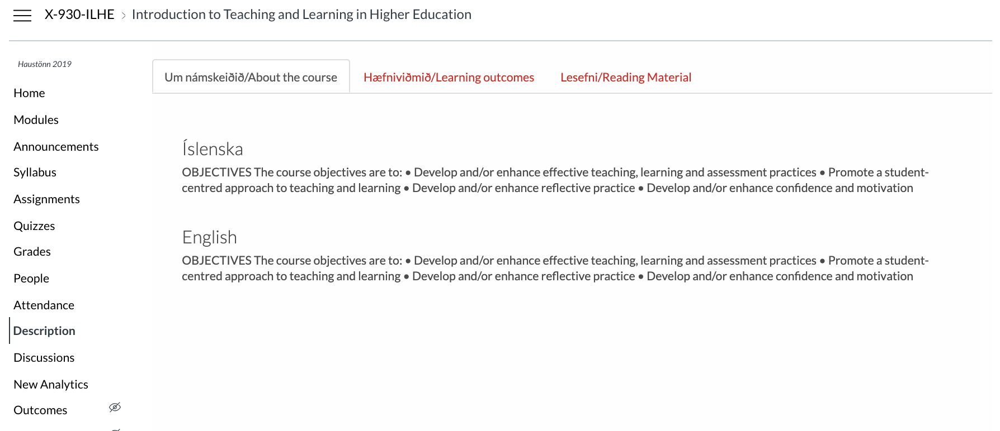 X-930-ILHE › Introduction to Teaching and Learning in Higher Education
Haustönn 2019
Home
Modules
Announcements
Syllabus
Assignments
Quizzes
Grades
People
Attendance
Description
Discussions
New Analytics
Outcomes
Um námskeiðið/About the course
Hæfniviðmið/Learning outcomes
Lesefni/Reading Material
Íslenska
OBJECTIVES The course objectives are to: • Develop and/or enhance effective teaching, learning and assessment practices • Promote a student-
centred approach to teaching and learning • Develop and/or enhance reflective practice • Develop and/or enhance confidence and motivation
English
OBJECTIVES The course objectives are to: • Develop and/or enhance effective teaching, learning and assessment practices • Promote a student-
centred approach to teaching and learning • Develop and/or enhance reflective practice • Develop and/or enhance confidence and motivation